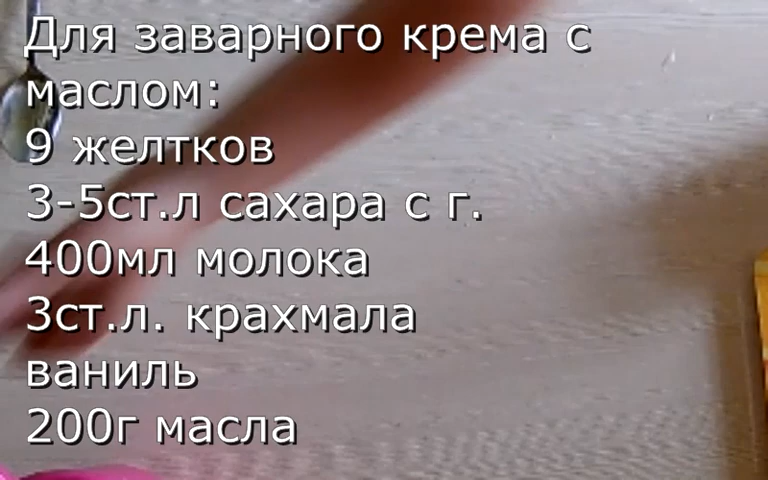 Для заварного крема с
маслом:
9 желтков
3-5ст.л сахара с г.
400мл молока
3ст.л. крахмала
ваниль
200г масла